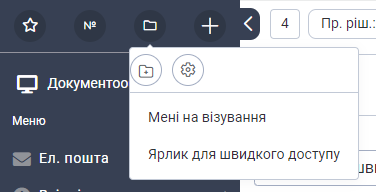 №
4
Пр. ріш.:
Документоо
Мені на візування
Меню
Ярлик для швидкого доступу
Ел. пошта